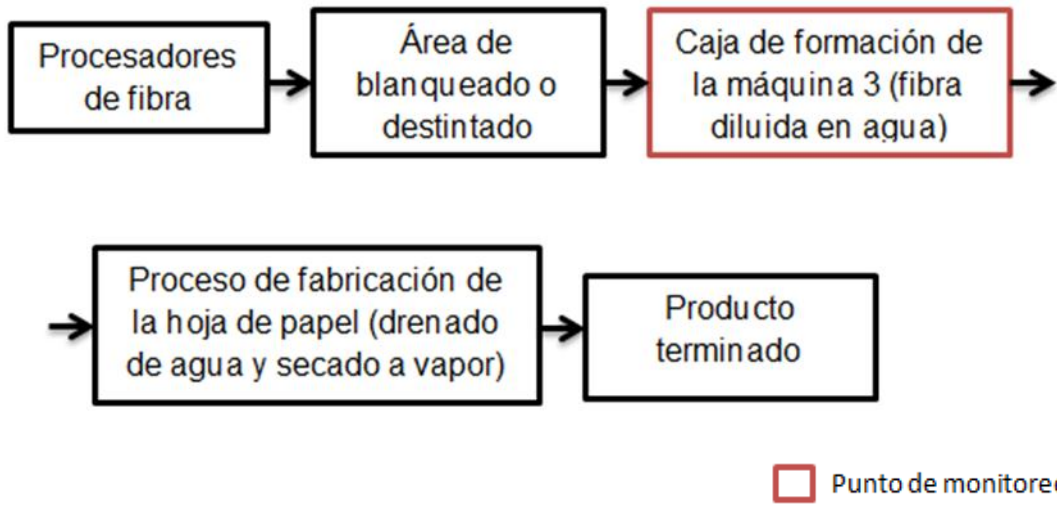 Procesadores
de fibra
Área de
blanqueado o
destintado
Caja de formación de
la máquina 3 (fibra
diluida en agua)
Proceso de fabricación de
la hoja de papel (drenado
de agua y secado a vapor)
Producto
terminado
Punto de monitoreo